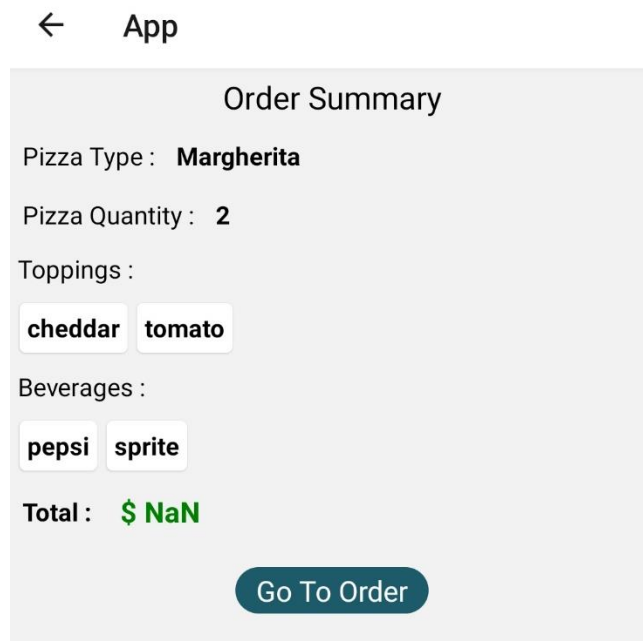 App
Order Summary
Pizza Type : Margherita
Pizza Quantity : 2
Toppings :
cheddar tomato
Beverages :
pepsi sprite
Total : $ NaN
Go To Order